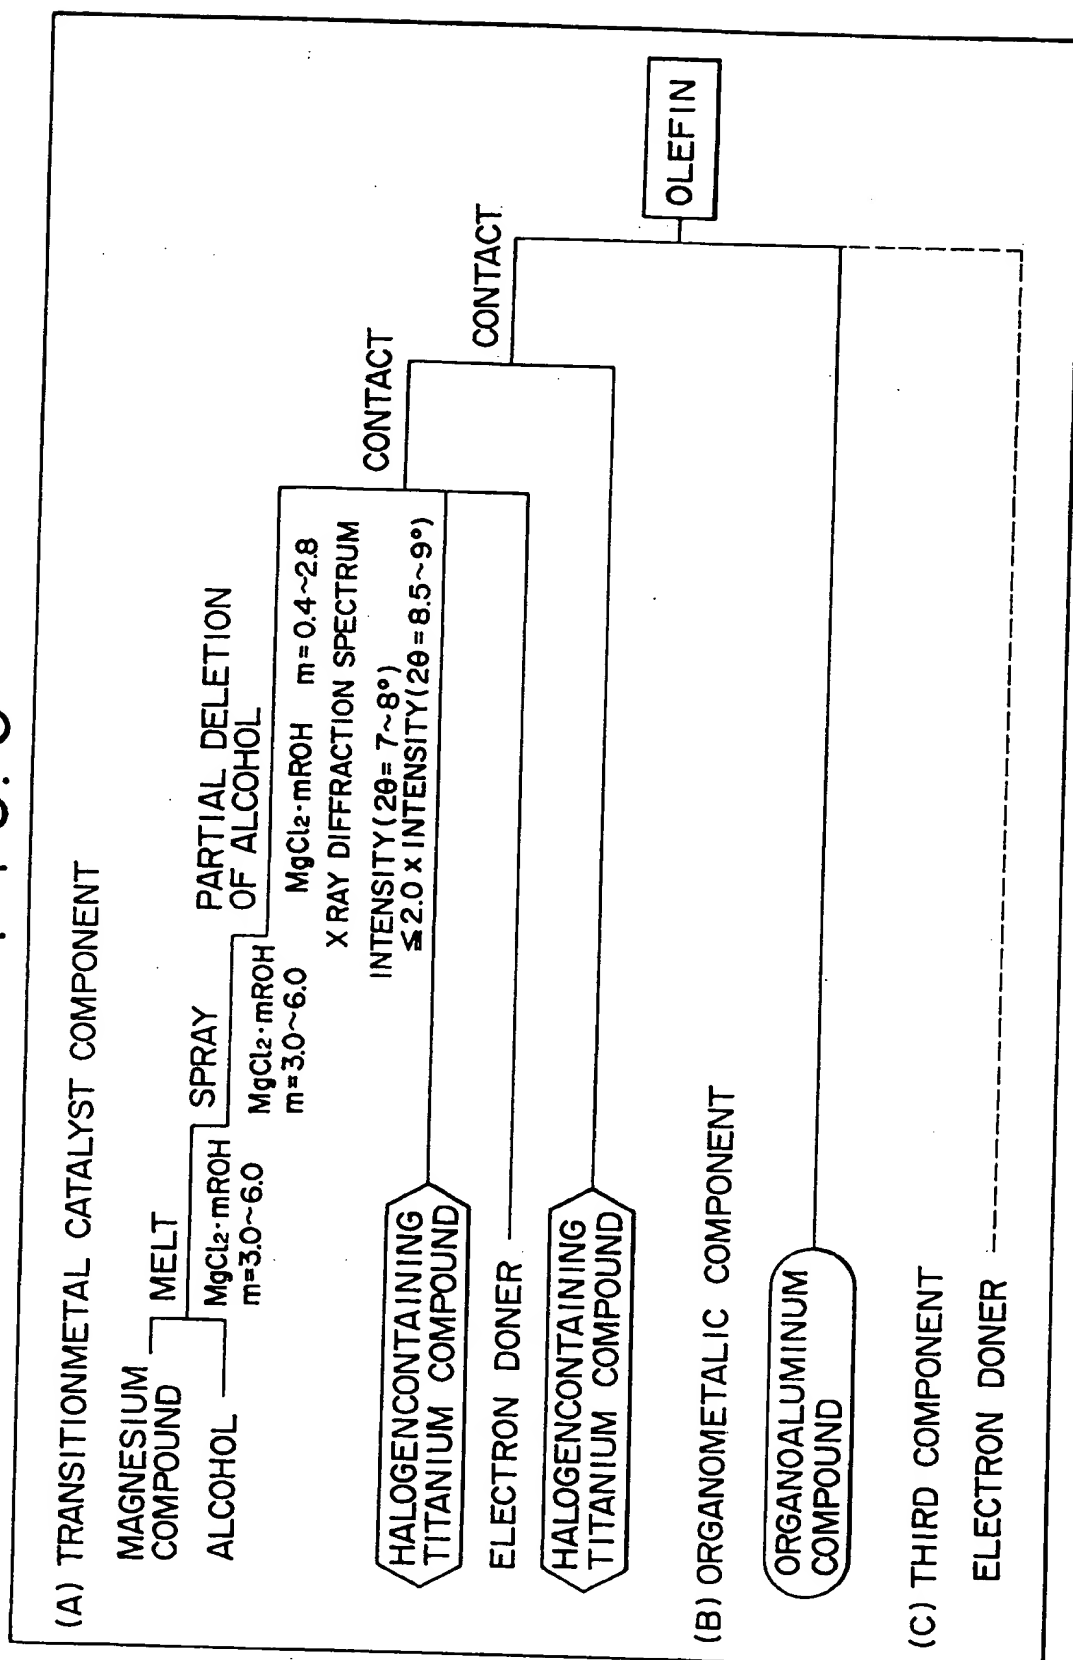 (A) TRANSITIONMETAL CATALYST COMPONENT
MAGNESIUM
COMPOUND
ALCOHOL
MELT
MgCl2·mROH
m=3.0~6.0
SPRAY
MgCl2·mROH
m=3.0~6.0
PARTIAL DELETION
OF ALCOHOL
MgCl2·mROH m=0.4~2.8
X RAY DIFFRACTION SPECTRUM
INTENSITY(2θ=7~8°)
≦2.0 x INTENSITY(2θ=8.5~9°)
CONTACT
CONTACT
HALOGENCONTAINING
TITANIUM COMPOUND
ELECTRON DONER
HALOGENCONTAINING
TITANIUM COMPOUND
OLEFIN
(B) ORGANOMETALIC COMPONENT
ORGANOALUMINUM
COMPOUND
(C) THIRD COMPONENT
ELECTRON DONER